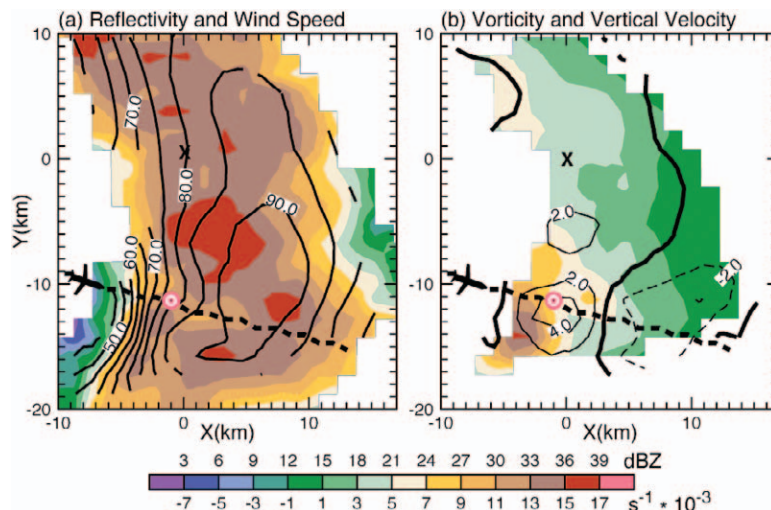 (a) Reflectivity and Wind Speed (b) Vorticity and Vertical Velocity
10
70.0
X X
0 0
80.0
90.0 2.0
Y(km)
70.0
60.0
-10 -10
2.0 -2.0
4.0
50.0
-20 -20
-10 0 10 -10 0 10
X(km) X(km)
3 6 9 12 15 18 21 24 27 30 33 36 39 dBZ
-7 -5 -3 -1 1 3 5 7 9 11 13 15 17 s⁻¹ * 10⁻³